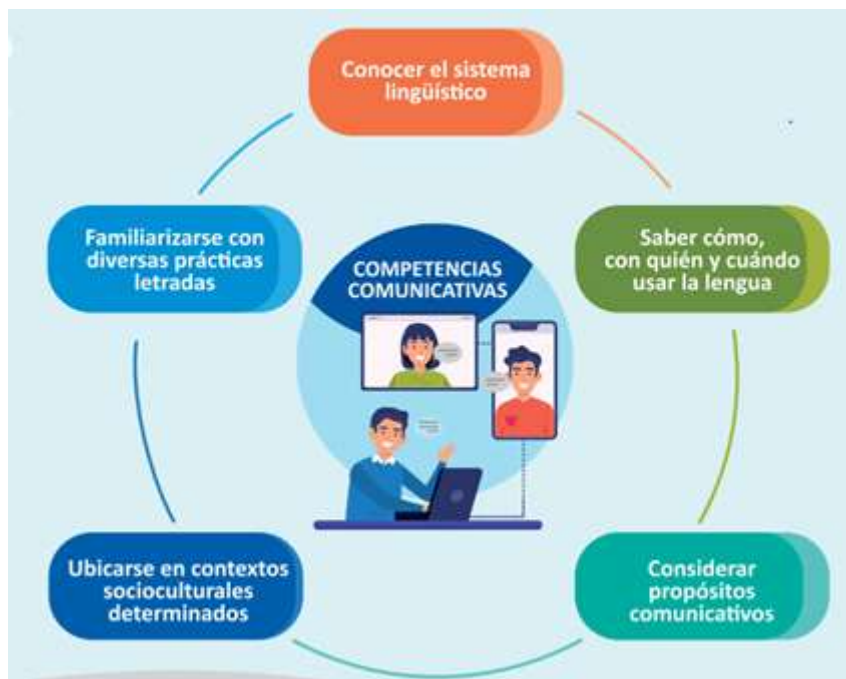 Conocer el sistema
lingüístico
Familiarizarse con
diversas prácticas
letradas
Saber cómo,
con quién y cuándo
usar la lengua
COMPETENCIAS
COMUNICATIVAS
Ubicarse en contextos
socioculturales
determinados
Considerar
propósitos
comunicativos